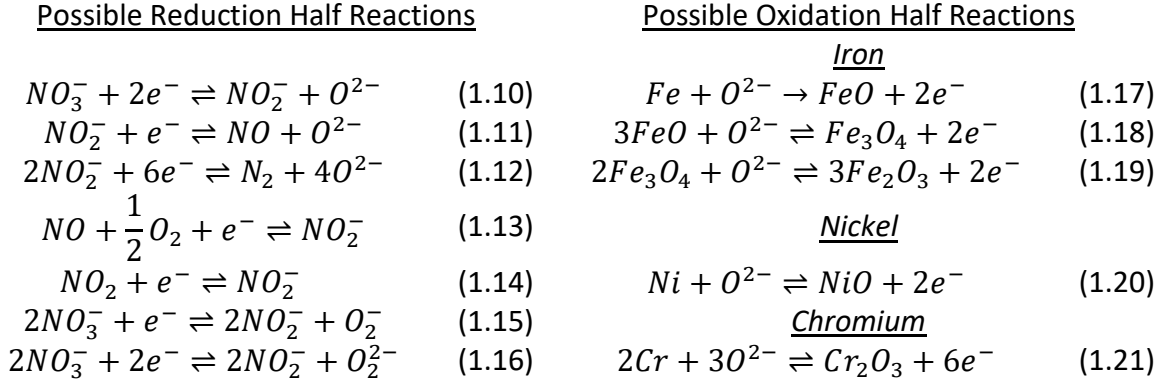 Possible Reduction Half Reactions
NO₃⁻ + 2e⁻ ⇌ NO₂⁻ + O²⁻ (1.10)
NO₂⁻ + e⁻ ⇌ NO + O²⁻ (1.11)
2NO₂⁻ + 6e⁻ ⇌ N₂ + 4O²⁻ (1.12)
NO + 1/2 O₂ + e⁻ ⇌ NO₂⁻ (1.13)
NO₂ + e⁻ ⇌ NO₂⁻ (1.14)
2NO₃⁻ + e⁻ ⇌ 2NO₂⁻ + O₂⁻ (1.15)
2NO₃⁻ + 2e⁻ ⇌ 2NO₂⁻ + O₂²⁻ (1.16)
Possible Oxidation Half Reactions
Iron
Fe + O²⁻ → FeO + 2e⁻ (1.17)
3FeO + O²⁻ ⇌ Fe₃O₄ + 2e⁻ (1.18)
2Fe₃O₄ + O²⁻ ⇌ 3Fe₂O₃ + 2e⁻ (1.19)
Nickel
Ni + O²⁻ ⇌ NiO + 2e⁻ (1.20)
Chromium
2Cr + 3O²⁻ ⇌ Cr₂O₃ + 6e⁻ (1.21)